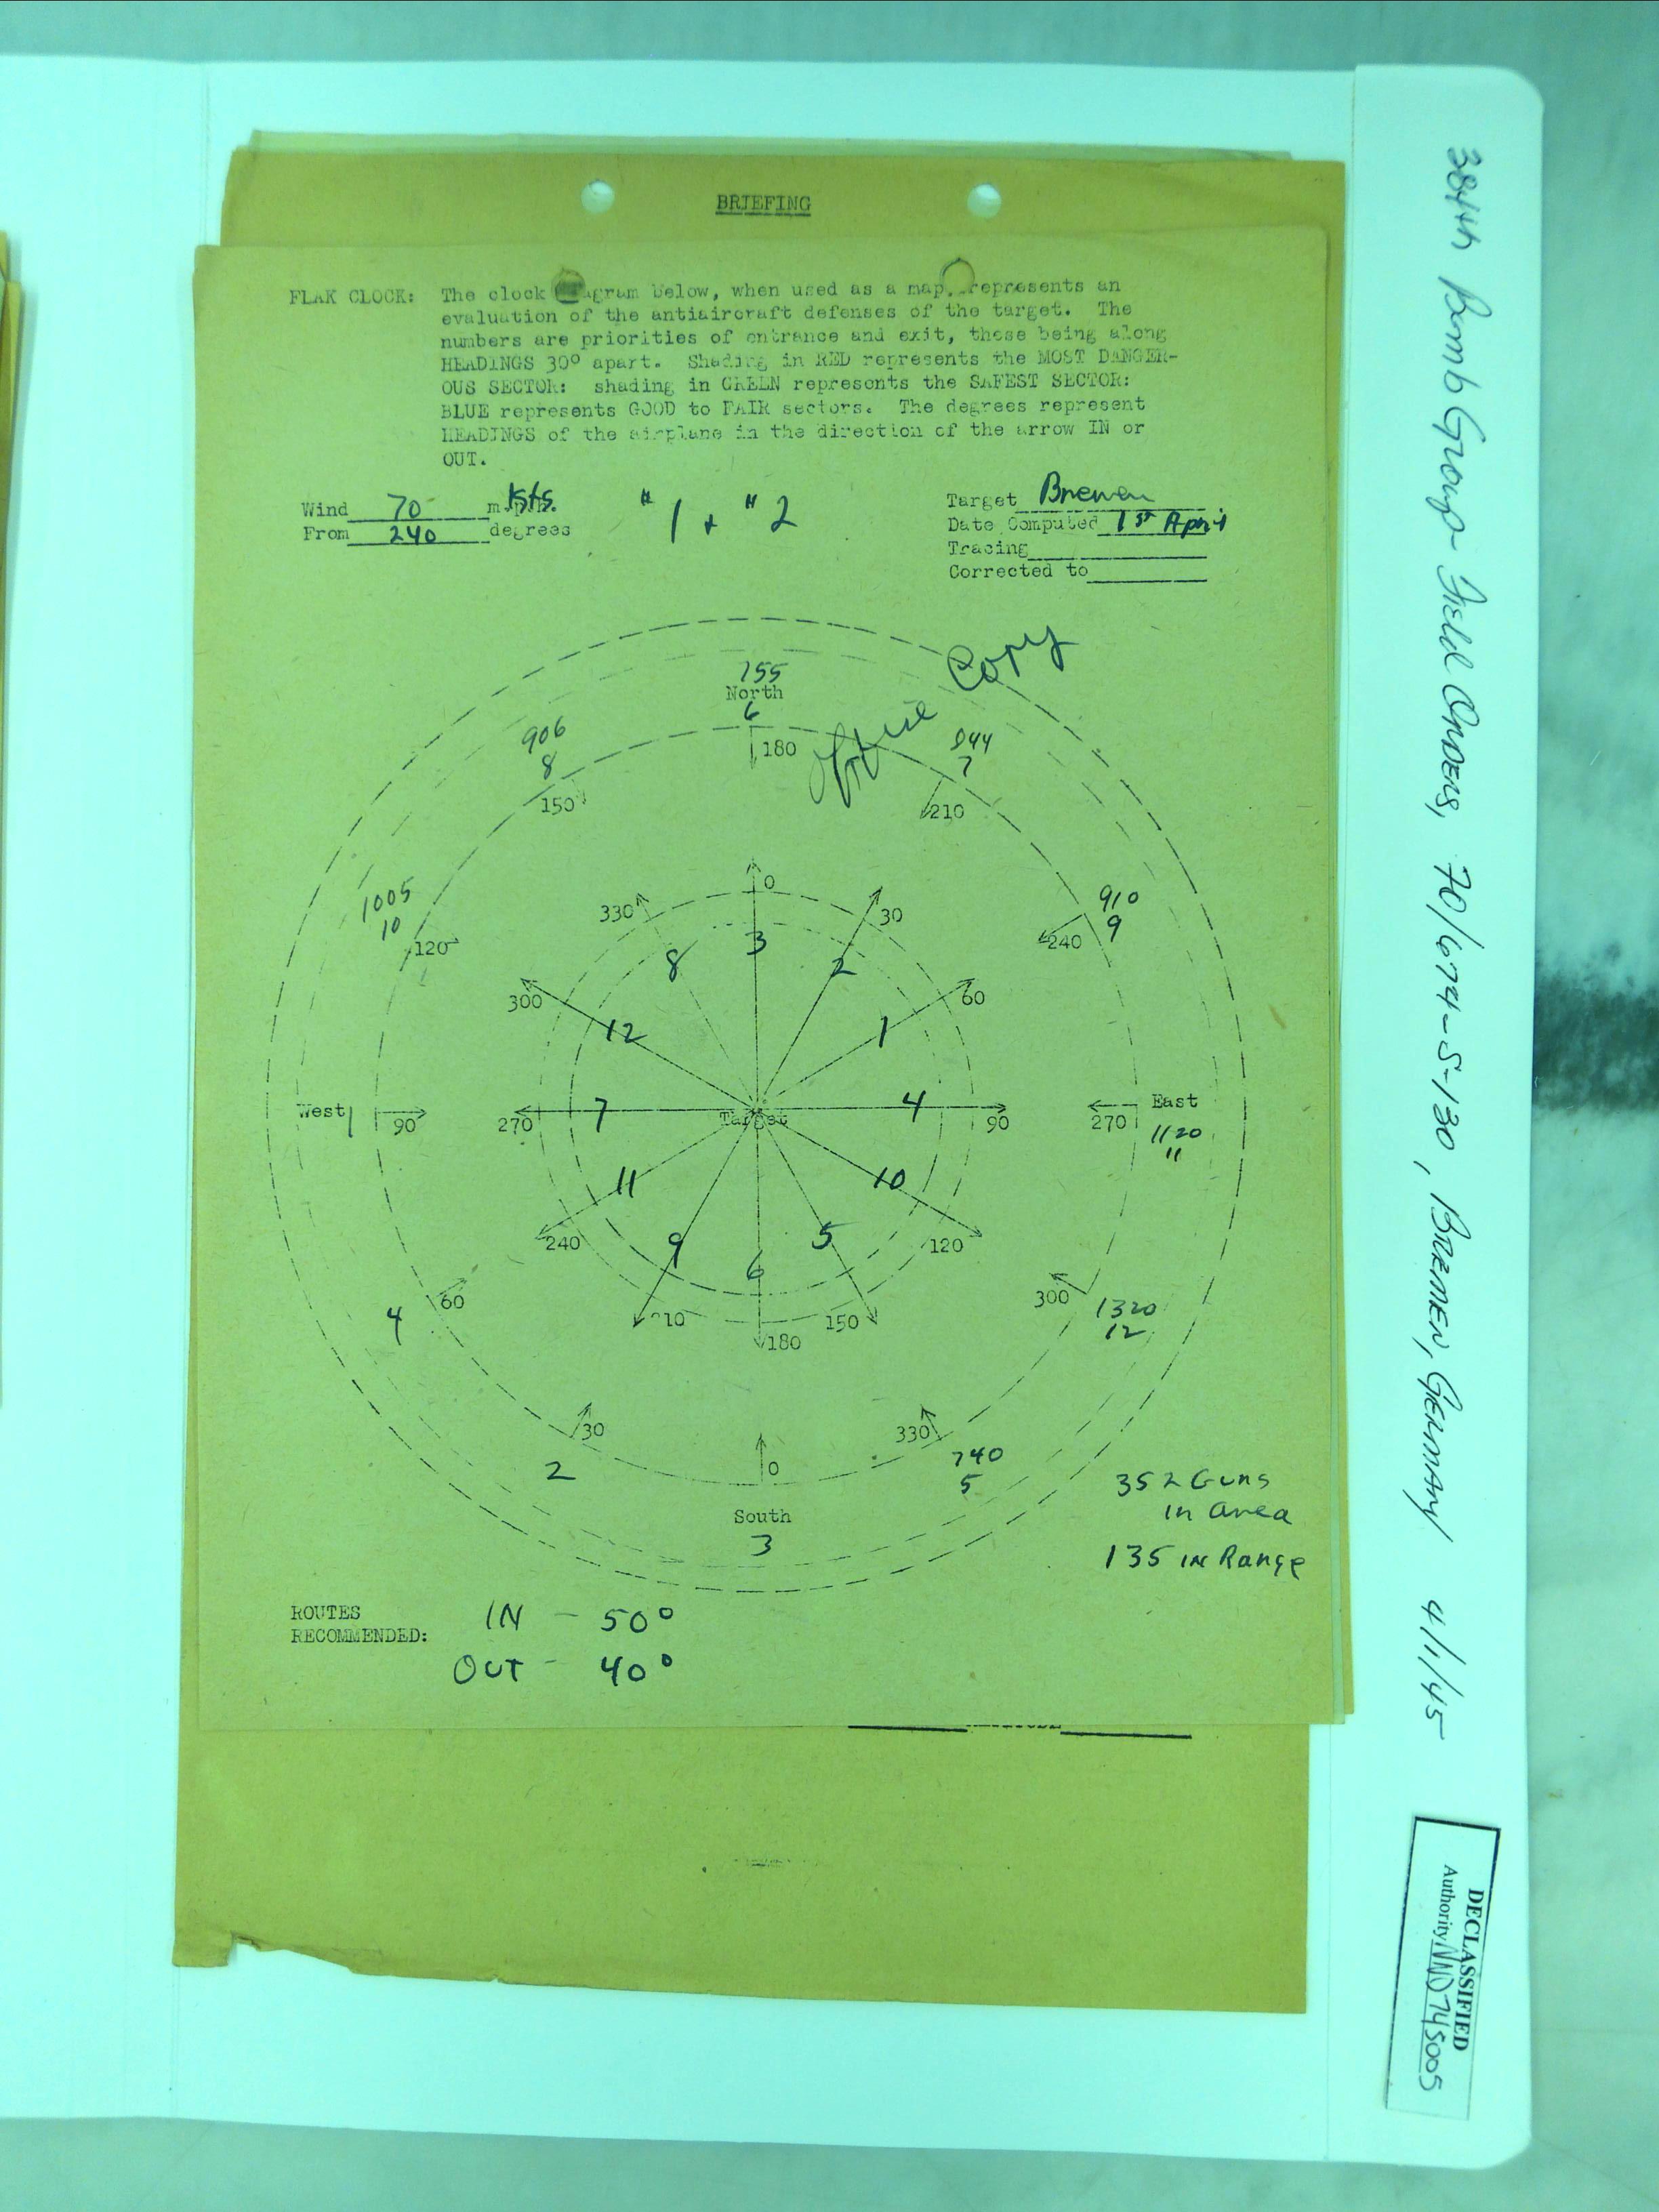 BRIEFING
FLAK CLOCK: The clock agram below, when used as a map, represents an
evaluation of the antiaircraft defenses of the target. The
numbers are priorities of entrance and exit, these being along
HEADINGS 30° apart. Shading in RED represents the MOST DANGER-
OUS SECTOR: shading in GREEN represents the SAFEST SECTOR:
BLUE represents GOOD to FAIR sectors. The degrees represent
HEADINGS of the airplane in the direction of the arrow IN or
OUT.
Wind 70 m.p.h. Kts
From 240 degrees
#1 + #2
Target Bremen
Date Computed 1st April
Tracing
Corrected to
Office Copy
755
North
6
180
906
8
150
944
7
210
1005
10
120
910
9
240
0
330
30
3
8
2
300
60
12
1
West 1
90
270
7
Target
4
90
270
East
1120
11
11
10
240
9
5
120
6
210
150
180
60
4
300
1320
12
30
2
0
330
740
5
South
3
352 Guns
in area
135 in Range
ROUTES
RECOMMENDED:
IN - 50°
OUT - 40°
384th Bomb Group Field Orders, 70/674-S-130, BREMEN, GERMANY 4/1/45
DECLASSIFIED
Authority NND 745005